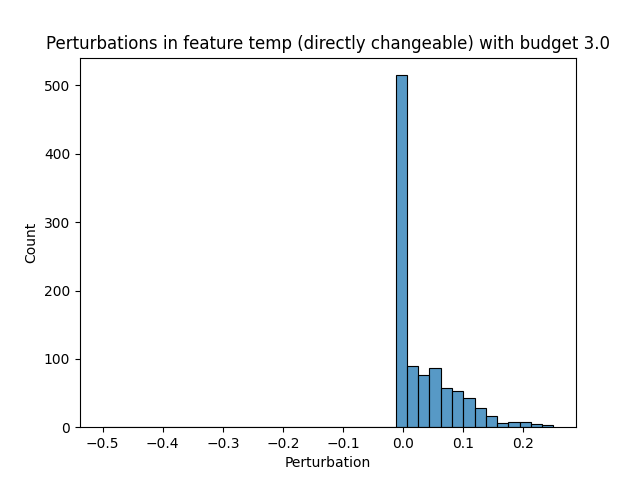 Perturbations in feature temp (directly changeable) with budget 3.0
500
400
300
200
100
0
Count
−0.5 −0.4 −0.3 −0.2 −0.1 0.0 0.1 0.2
Perturbation